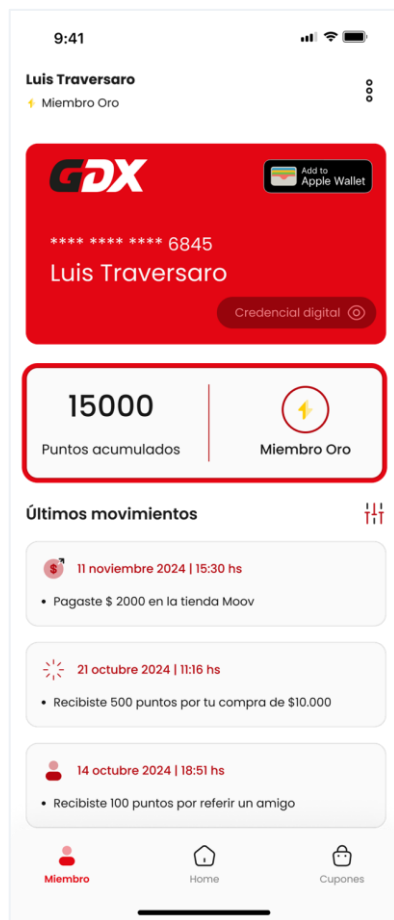 9:41
Luis Traversaro
Miembro Oro
GDX
Add to
Apple Wallet
**** **** **** 6845
Luis Traversaro
Credencial digital
15000
Puntos acumulados
Miembro Oro
Últimos movimientos
$ 11 noviembre 2024 | 15:30 hs
• Pagaste $ 2000 en la tienda Moov
21 octubre 2024 | 11:16 hs
• Recibiste 500 puntos por tu compra de $10.000
14 octubre 2024 | 18:51 hs
• Recibiste 100 puntos por referir un amigo
Miembro
Home
Cupones